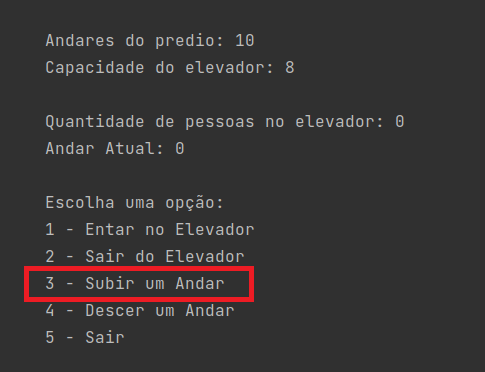 Andares do predio: 10
Capacidade do elevador: 8
Quantidade de pessoas no elevador: 0
Andar Atual: 0
Escolha uma opção:
1 - Entar no Elevador
2 - Sair do Elevador
3 - Subir um Andar
4 - Descer um Andar
5 - Sair